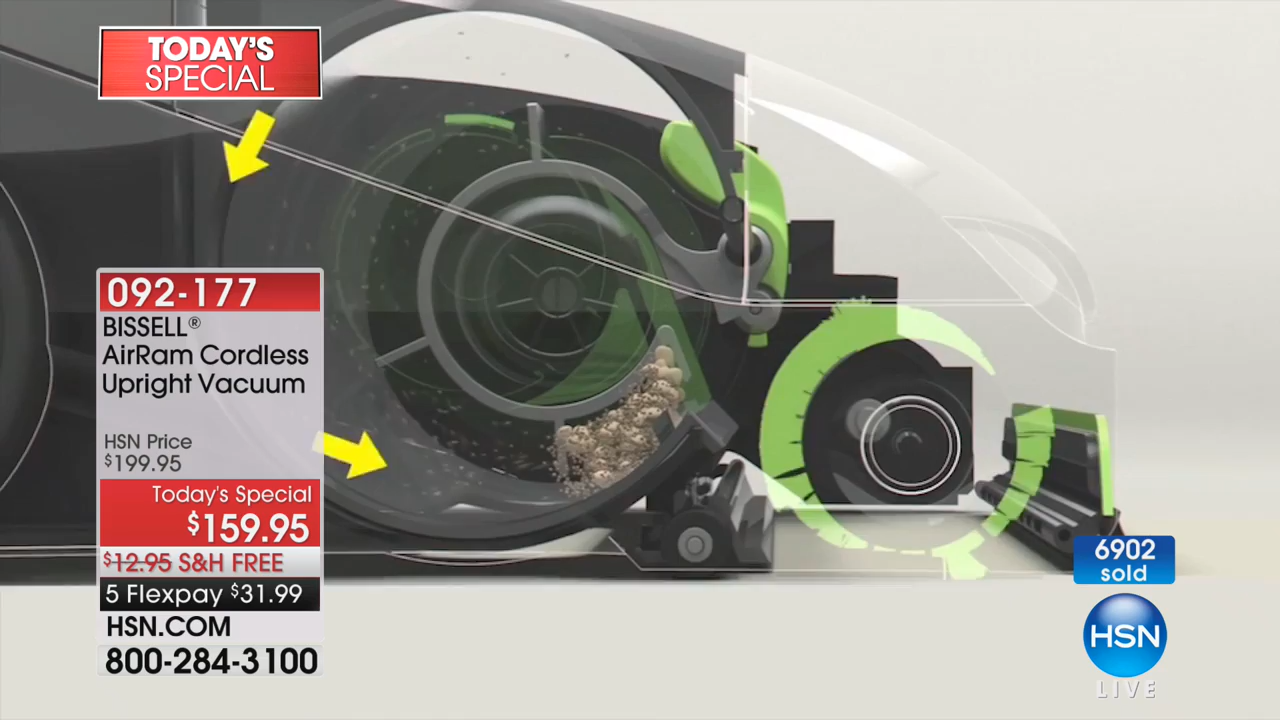 TODAY'S
SPECIAL
092-177
BISSELL®
AirRam Cordless
Upright Vacuum
HSN Price
$199.95
Today's Special
$159.95
$12.95 S&H FREE
5 Flexpay $31.99
HSN.COM
800-284-3100
6902
sold
HSN
LIVE